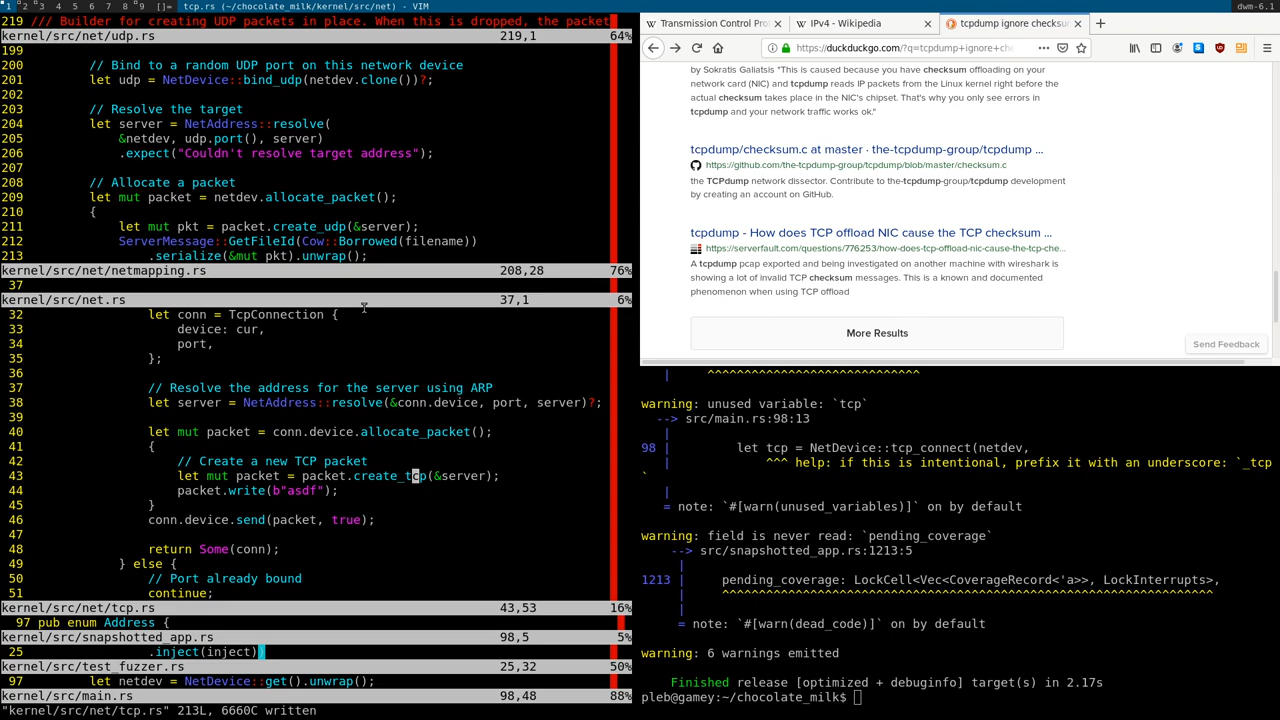 1 2 3 4 5 6 7 8 9 []= tcp.rs (~/chocolate_milk/kernel/src/net) - VIM dwm-6.1
219 /// Builder for creating UDP packets in place. When this is dropped, the packet
kernel/src/net/udp.rs 219,1 64%
199
200 // Bind to a random UDP port on this network device
201 let udp = NetDevice::bind_udp(netdev.clone())?;
202
203 // Resolve the target
204 let server = NetAddress::resolve(
205 &netdev, udp.port(), server)
206 .expect("Couldn't resolve target address");
207
208 // Allocate a packet
209 let mut packet = netdev.allocate_packet();
210 {
211 let mut pkt = packet.create_udp(&server);
212 ServerMessage::GetFileId(Cow::Borrowed(filename))
213 .serialize(&mut pkt).unwrap();
kernel/src/net/netmapping.rs 208,28 76%
37
kernel/src/net.rs 37,1 6%
32 let conn = TcpConnection {
33 device: cur,
34 port,
35 };
36
37 // Resolve the address for the server using ARP
38 let server = NetAddress::resolve(&conn.device, port, server)?;
39
40 let mut packet = conn.device.allocate_packet();
41 {
42 // Create a new TCP packet
43 let mut packet = packet.create_tcp(&server);
44 packet.write(b"asdf");
45 }
46 conn.device.send(packet, true);
47
48 return Some(conn);
49 } else {
50 // Port already bound
51 continue;
kernel/src/net/tcp.rs 43,53 16%
97 pub enum Address {
kernel/src/snapshotted_app.rs 98,5 5%
25 .inject(inject))
kernel/src/test_fuzzer.rs 25,32 50%
97 let netdev = NetDevice::get().unwrap();
kernel/src/main.rs 98,48 88%
"kernel/src/net/tcp.rs" 213L, 6660C written
Transmission Control Pro
IPv4 - Wikipedia
tcpdump ignore checksu
https://duckduckgo.com/?q=tcpdump+ignore+che
by Sokratis Galiatsis "This is caused because you have checksum offloading on your
network card (NIC) and tcpdump reads IP packets from the Linux kernel right before the
actual checksum takes place in the NIC's chipset. That's why you only see errors in
tcpdump and your network traffic works ok."
tcpdump/checksum.c at master · the-tcpdump-group/tcpdump ...
https://github.com/the-tcpdump-group/tcpdump/blob/master/checksum.c
the TCPdump network dissector. Contribute to the-tcpdump-group/tcpdump development
by creating an account on GitHub.
tcpdump - How does TCP offload NIC cause the TCP checksum ...
https://serverfault.com/questions/776253/how-does-tcp-offload-nic-cause-the-tcp-che...
A tcpdump pcap exported and being investigated on another machine with wireshark is
showing a lot of invalid TCP checksum messages. This is a known and documented
phenomenon when using TCP offload
More Results
Send Feedback
| ^^^^^^^^^^^^^^^^^^^^^^^^^^^^
warning: unused variable: `tcp`
--> src/main.rs:98:13
|
98 | let tcp = NetDevice::tcp_connect(netdev,
| ^^^ help: if this is intentional, prefix it with an underscore: `_tcp
`
|
= note: `#[warn(unused_variables)]` on by default
warning: field is never read: `pending_coverage`
--> src/snapshotted_app.rs:1213:5
|
1213 | pending_coverage: LockCell<Vec<CoverageRecord<'a>>, LockInterrupts>,
| ^^^^^^^^^^^^^^^^^^^^^^^^^^^^^^^^^^^^^^^^^^^^^^^^^^^^^^^^^^^^^^^^^^^
|
= note: `#[warn(dead_code)]` on by default
warning: 6 warnings emitted
Finished release [optimized + debuginfo] target(s) in 2.17s
pleb@gamey:~/chocolate_milk$